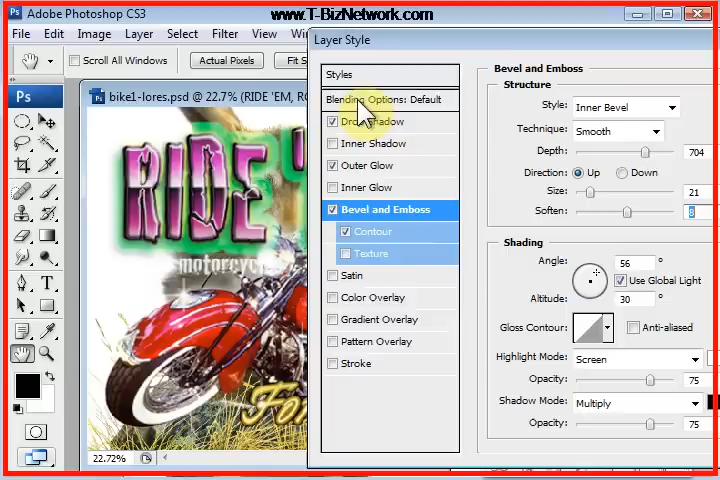 www.T-BizNetwork.com
Adobe Photoshop CS3
File Edit Image Layer Select Filter View
Scroll All Windows Actual Pixels Fit S
Ps
bike1-lores.psd @ 22.7% (RIDE 'EM, RO
RIDE
motorcyc
For
22.72%
Layer Style
Styles
Blending Options: Default
Drop Shadow
Inner Shadow
Outer Glow
Inner Glow
Bevel and Emboss
Contour
Texture
Satin
Color Overlay
Gradient Overlay
Pattern Overlay
Stroke
Bevel and Emboss
Structure
Style: Inner Bevel
Technique: Smooth
Depth: 704
Direction: Up Down
Size: 21
Soften: 8
Shading
Angle: 56 °
Use Global Light
Altitude: 30 °
Gloss Contour: Anti-aliased
Highlight Mode: Screen
Opacity: 75
Shadow Mode: Multiply
Opacity: 75